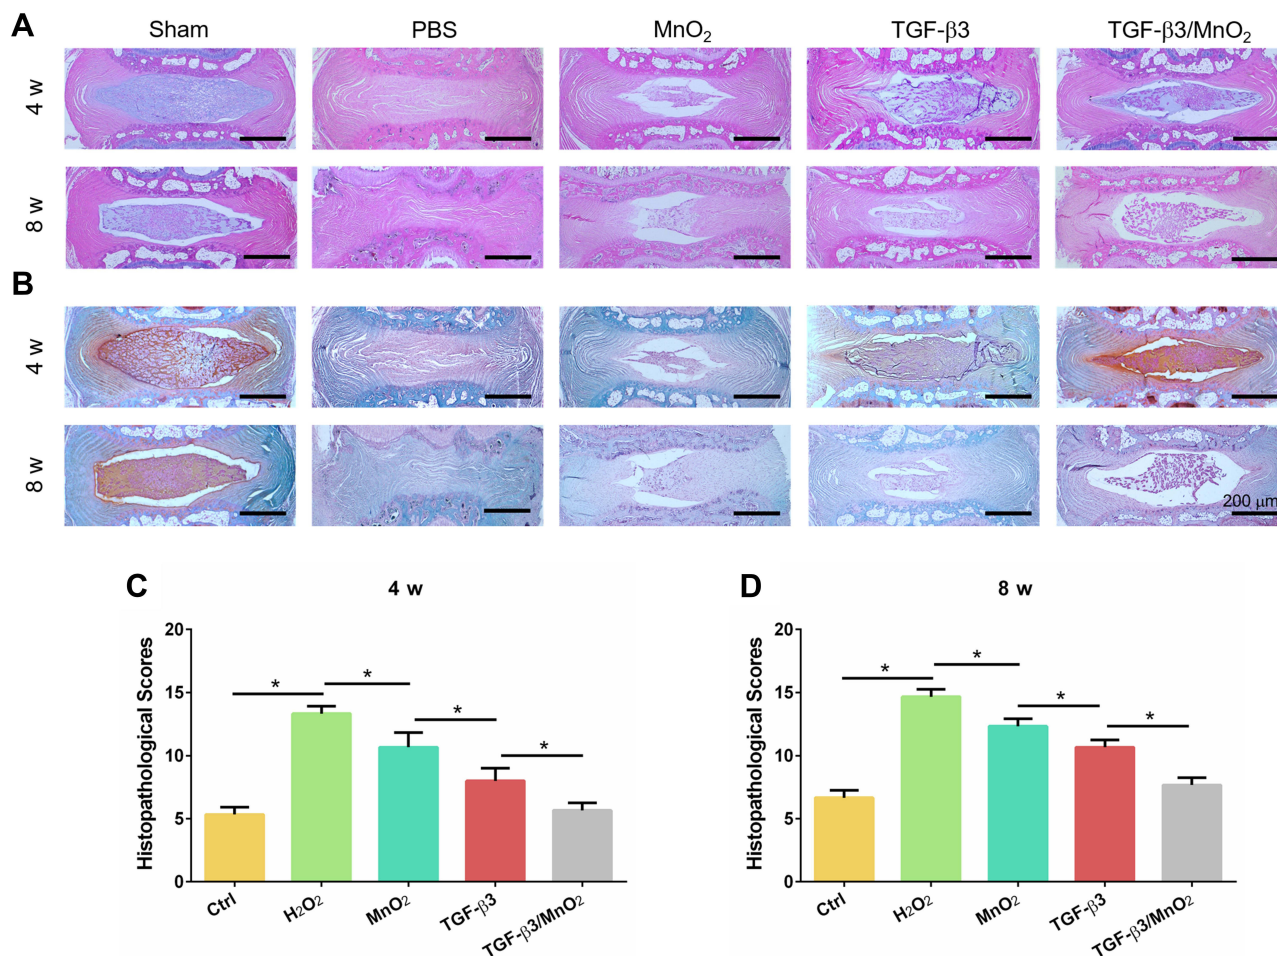 A
Sham PBS MnO₂ TGF-β3 TGF-β3/MnO₂
4 w
8 w
B
4 w
8 w
200 μm
C
4 w
Histopathological Scores
20
15
10
5
0
* * * *
Ctrl H₂O₂ MnO₂ TGF-β3 TGF-β3/MnO₂
D
8 w
Histopathological Scores
20
15
10
5
0
* * * *
Ctrl H₂O₂ MnO₂ TGF-β3 TGF-β3/MnO₂